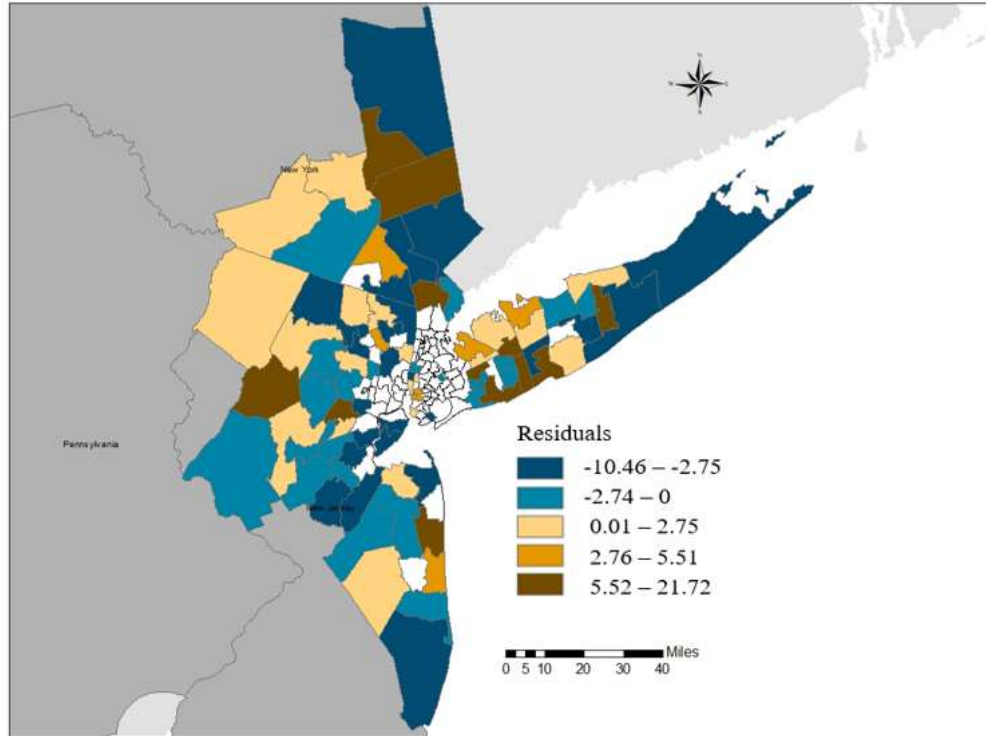 N
W
E
S
New York
Pennsylvania
New Jersey
Residuals
-10.46 – -2.75
-2.74 – 0
0.01 – 2.75
2.76 – 5.51
5.52 – 21.72
Miles
0 5 10 20 30 40